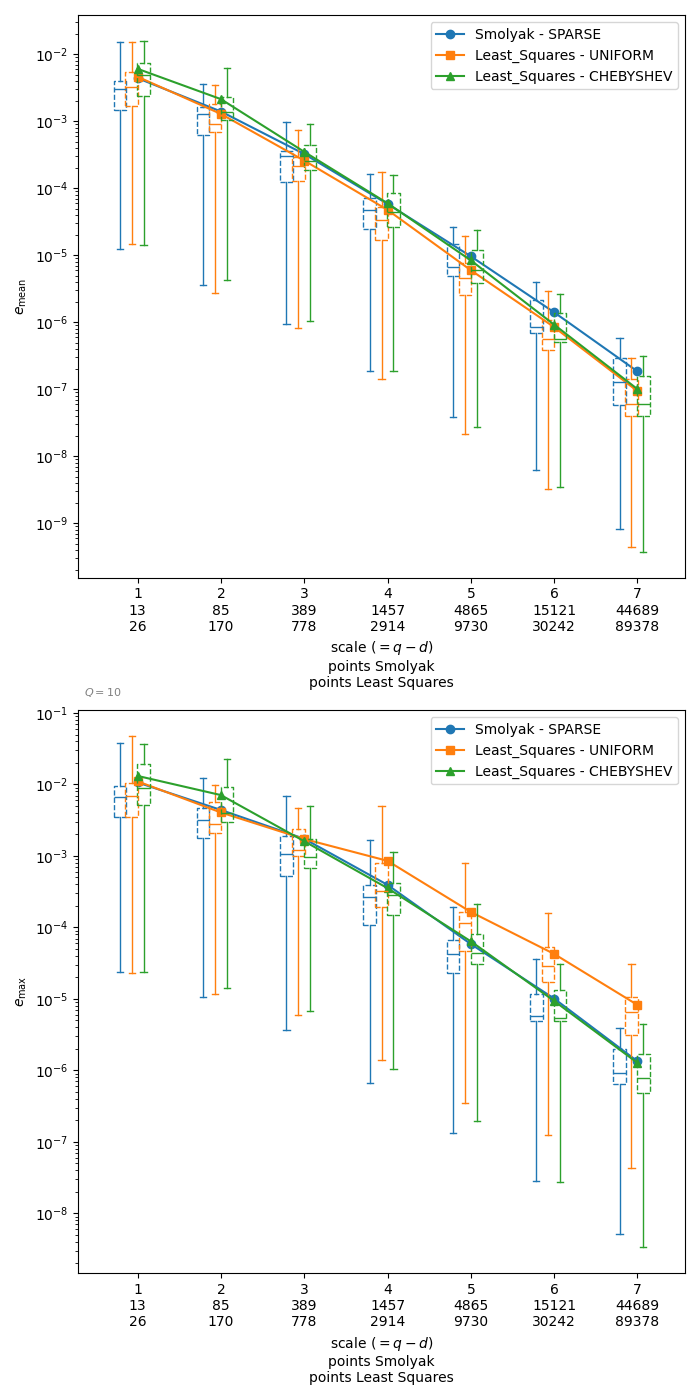 Smolyak - SPARSE
Least_Squares - UNIFORM
Least_Squares - CHEBYSHEV
10⁻²
10⁻³
10⁻⁴
10⁻⁵
10⁻⁶
10⁻⁷
10⁻⁸
10⁻⁹
e_mean
1 2 3 4 5 6 7
13 85 389 1457 4865 15121 44689
26 170 778 2914 9730 30242 89378
scale (= q − d)
points Smolyak
points Least Squares
Q = 10
Smolyak - SPARSE
Least_Squares - UNIFORM
Least_Squares - CHEBYSHEV
10⁻¹
10⁻²
10⁻³
10⁻⁴
10⁻⁵
10⁻⁶
10⁻⁷
10⁻⁸
e_max
1 2 3 4 5 6 7
13 85 389 1457 4865 15121 44689
26 170 778 2914 9730 30242 89378
scale (= q − d)
points Smolyak
points Least Squares